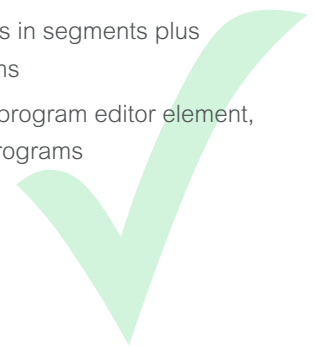 s in segments plus
ns
program editor element,
rograms